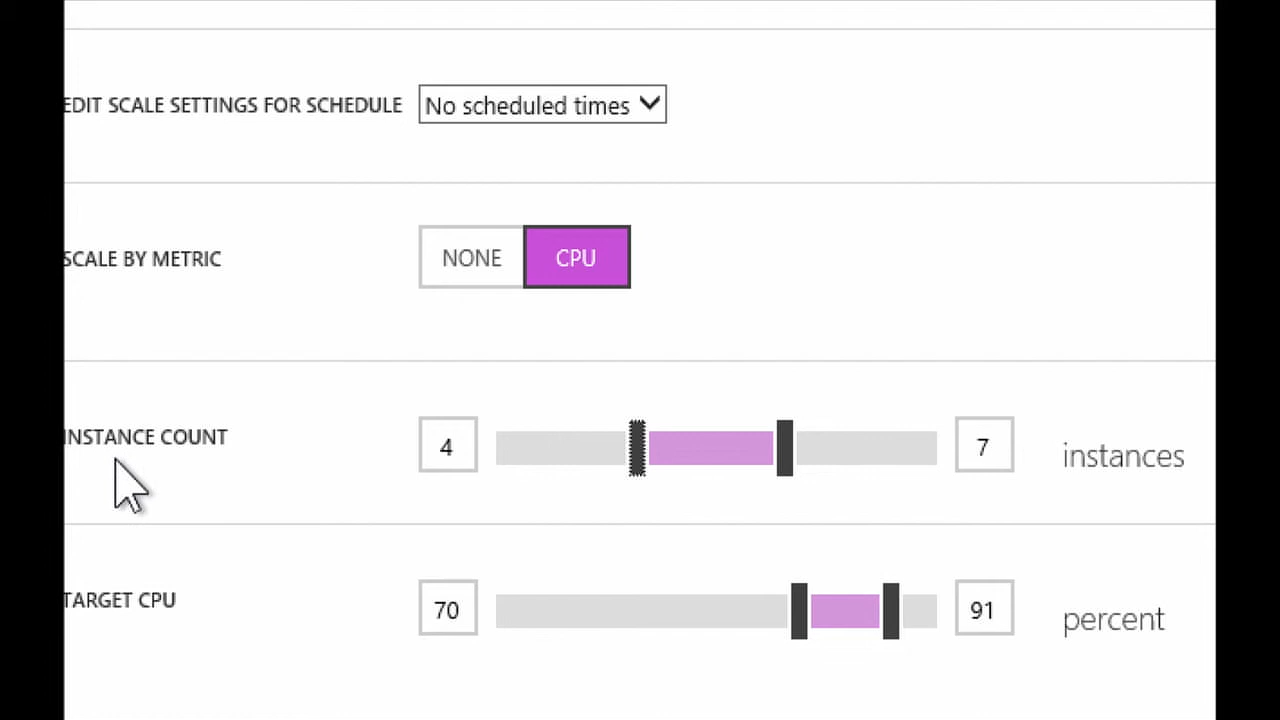 EDIT SCALE SETTINGS FOR SCHEDULE No scheduled times
SCALE BY METRIC NONE CPU
INSTANCE COUNT 4 7 instances
TARGET CPU 70 91 percent